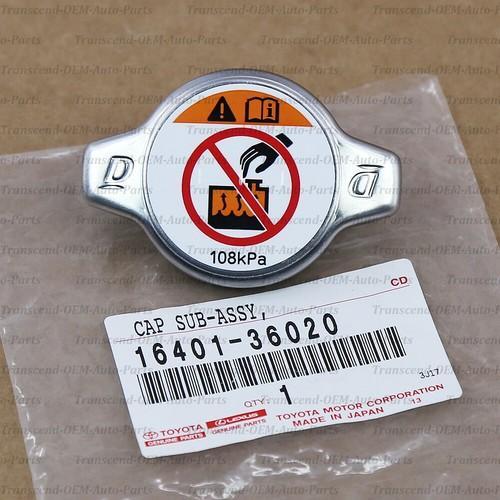 Transcend-OEM-Auto-Parts
D
D
108kPa
CD
CAP SUB-ASSY,
16401-36020
3J17
QTY.
1
TOYOTA
GENUINE PARTS
LEXUS
GENUINE PARTS
TOYOTA MOTOR CORPORATION
MADE IN JAPAN
13